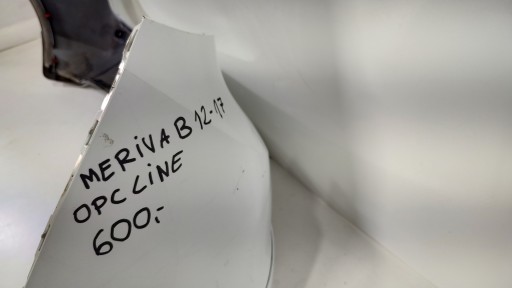 MERiVA B 12-17
OPC LiNE
600,-